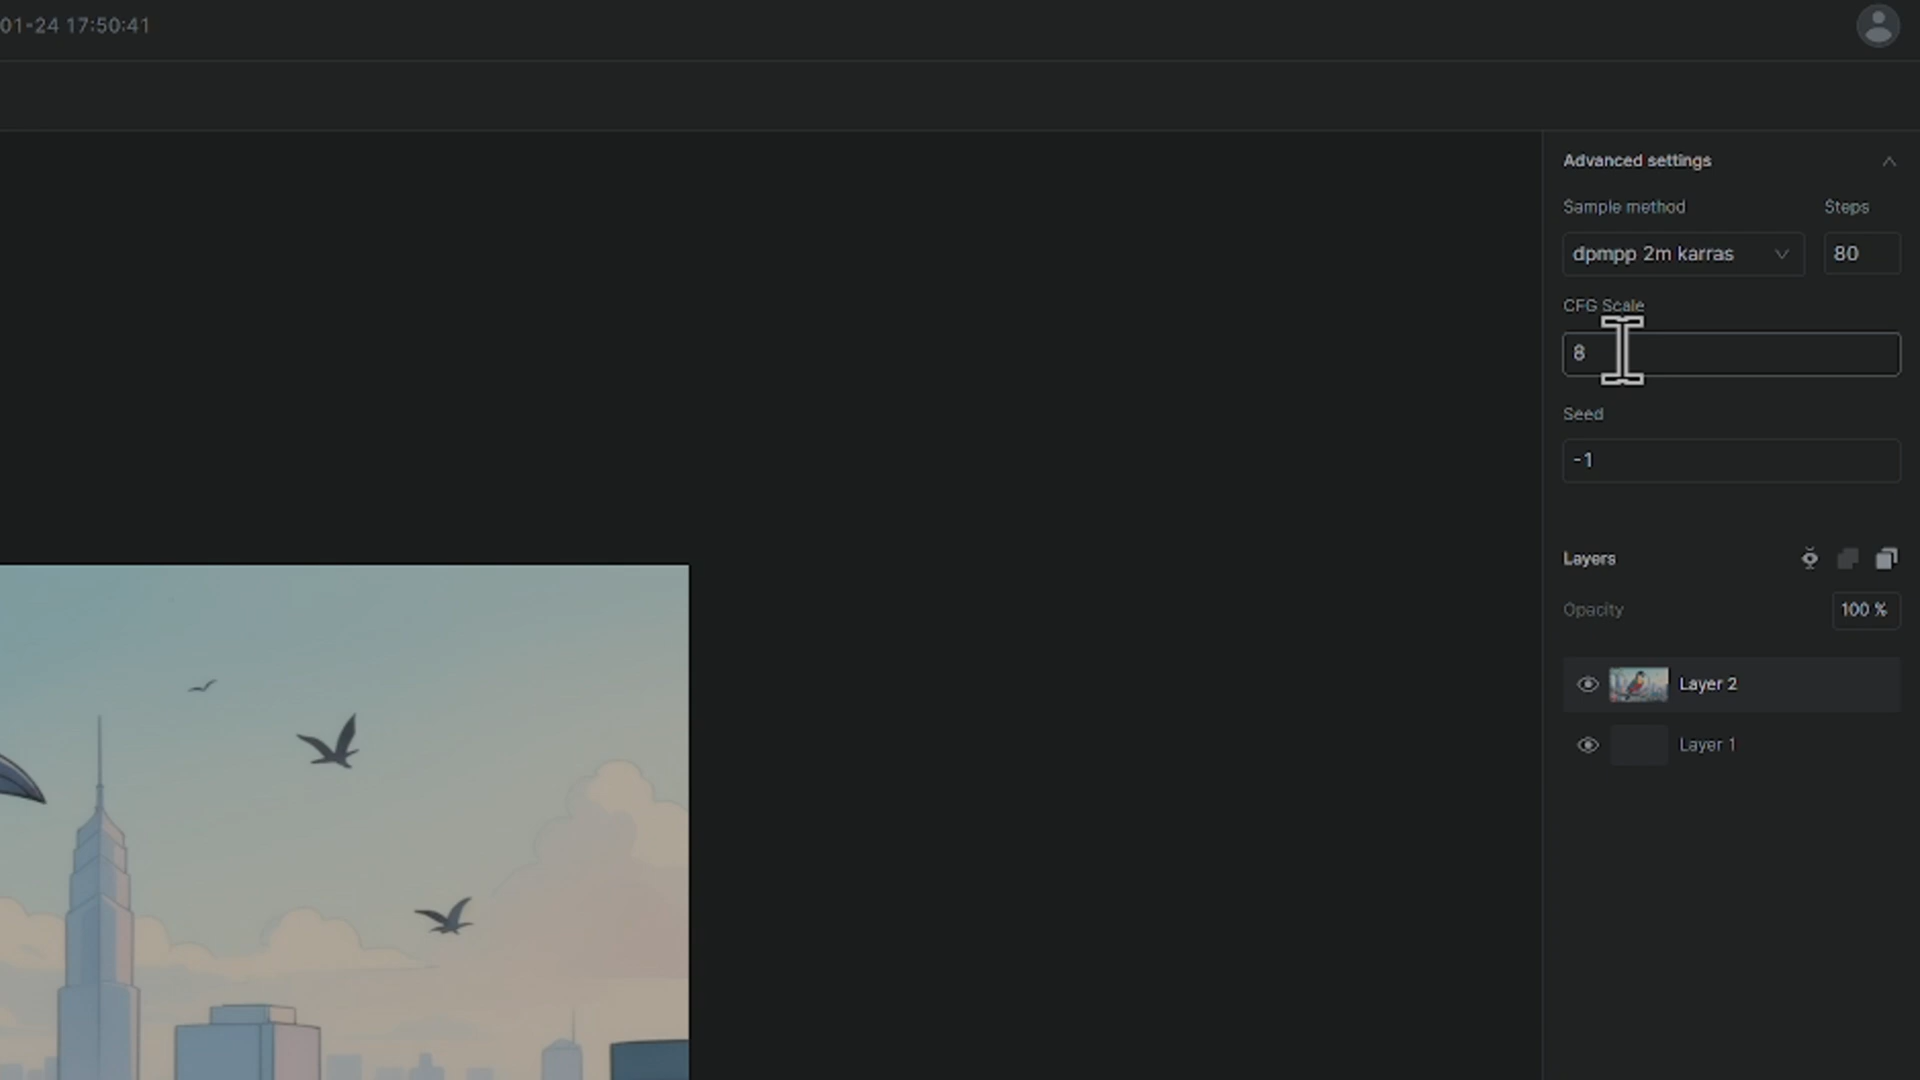 01-24 17:50:41
Advanced settings
Sample method
Steps
dpmpp 2m karras
80
CFG Scale
8
Seed
-1
Layers
Opacity
100 %
Layer 2
Layer 1